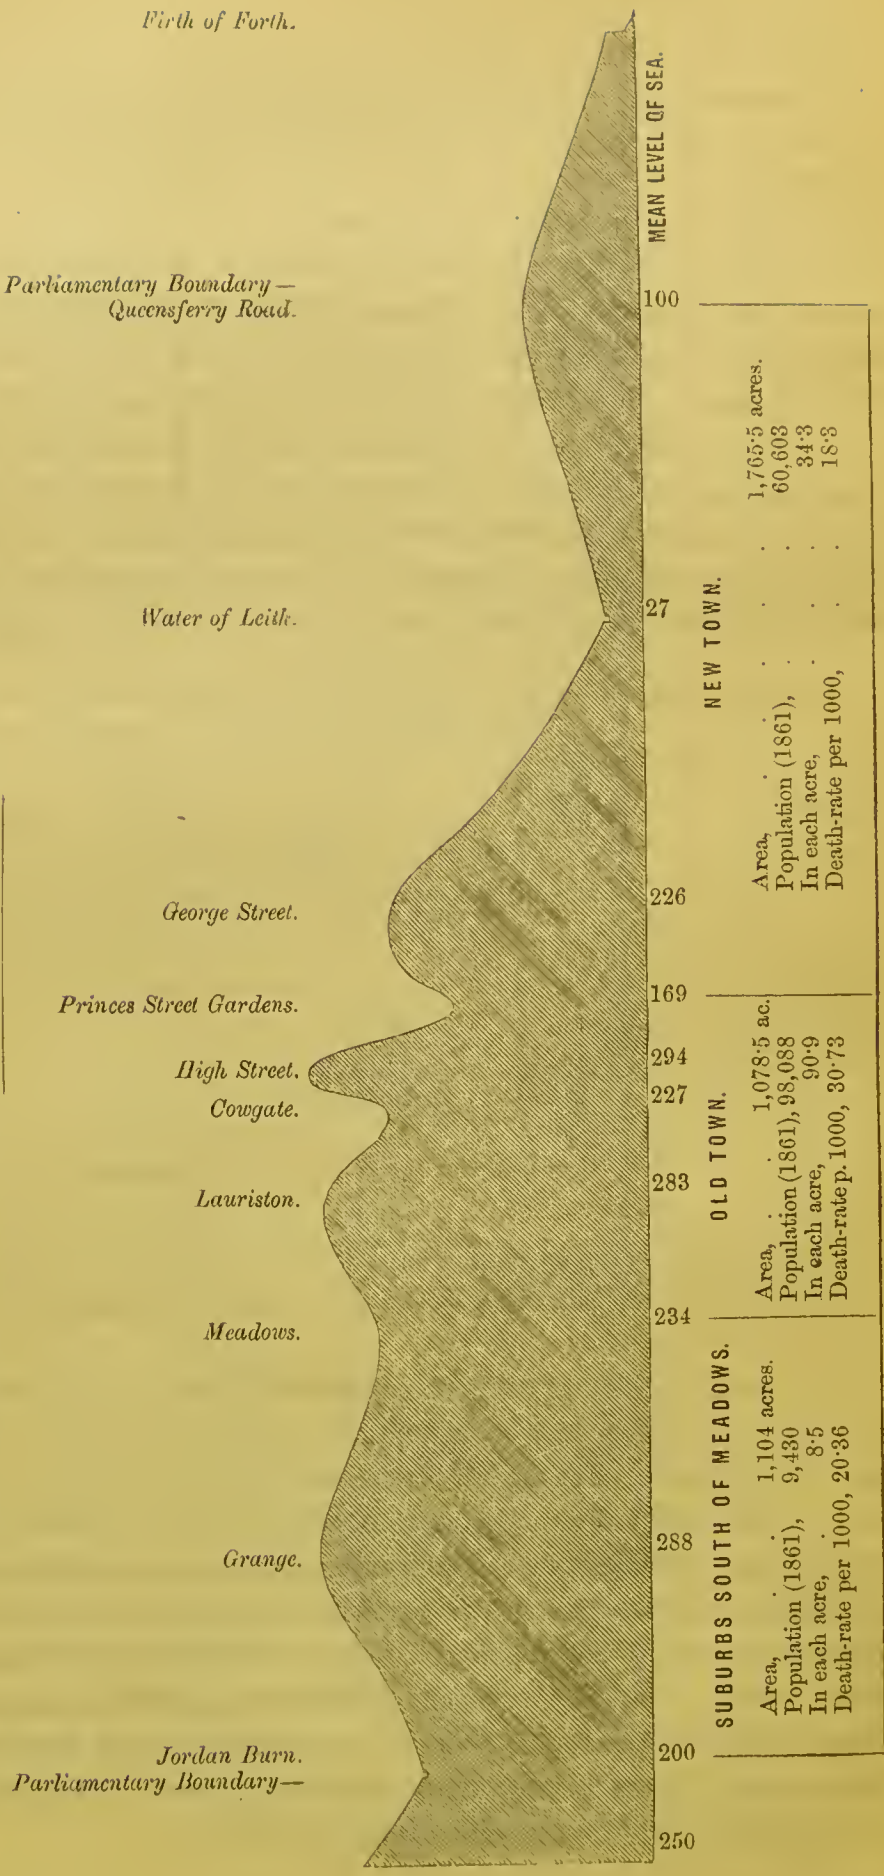 Firth of Forth.
Parliamentary Boundary—
Queensferry Road.
Water of Leith.
George Street.
Princes Street Gardens.
High Street.
Cowgate.
Lauriston.
Meadows.
Grange.
Jordan Burn.
Parliamentary Boundary—
MEAN LEVEL OF SEA.
100
27
226
169
294
227
283
234
288
200
250
NEW TOWN.
Area, . . . . 1,765·5 acres.
Population (1861), . . . 60,603
In each acre, . . . . 34·3
Death-rate per 1000, . . . 18·3
OLD TOWN.
Area, . . 1,078·5 ac.
Population (1861), 98,088
In each acre, 90·9
Death-rate p. 1000, 30·73
SUBURBS SOUTH OF MEADOWS.
Area, . . 1,104 acres.
Population (1861), 9,430
In each acre, . 8·5
Death-rate per 1000, 20·36